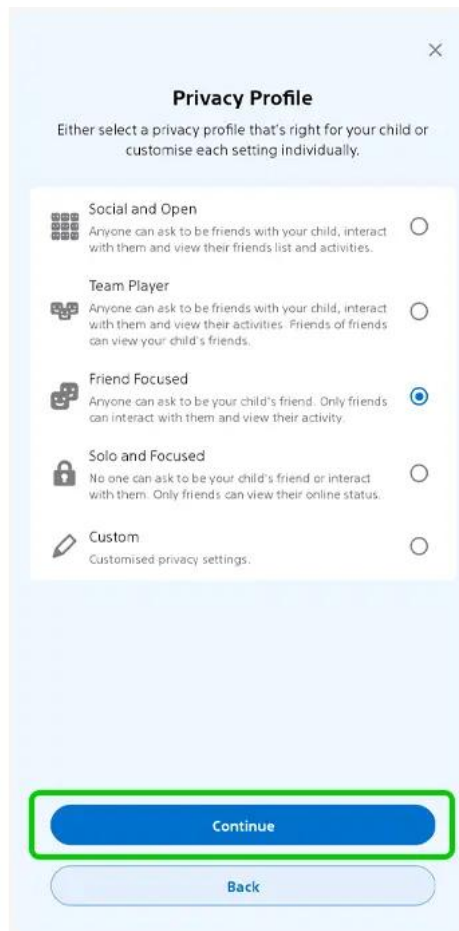 Privacy Profile
Either select a privacy profile that's right for your child or
customise each setting individually.
Social and Open
Anyone can ask to be friends with your child, interact
with them and view their friends list and activities.
Team Player
Anyone can ask to be friends with your child, interact
with them and view their activities. Friends of friends
can view your child's friends.
Friend Focused
Anyone can ask to be your child's friend. Only friends
can interact with them and view their activity.
Solo and Focused
No one can ask to be your child's friend or interact
with them. Only friends can view their online status.
Custom
Customised privacy settings.
Continue
Back